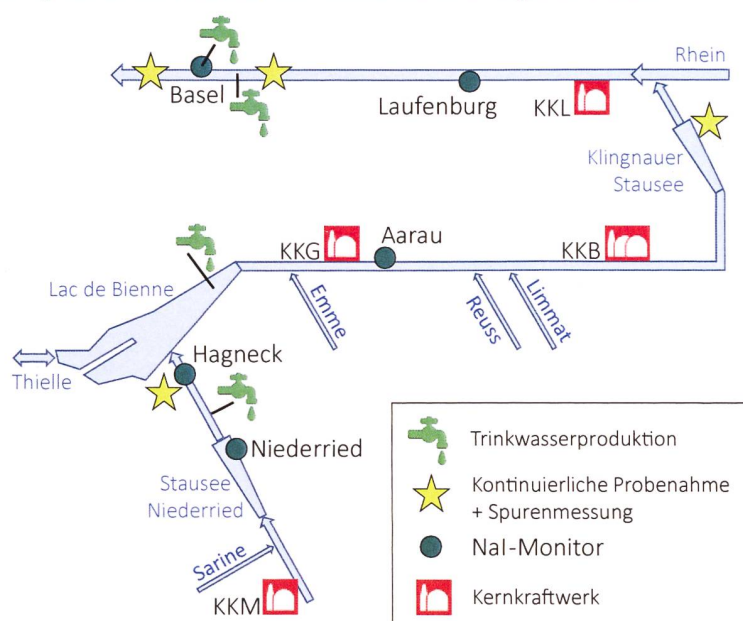 Rhein
Basel
Laufenburg
KKL
Klingnauer
Stausee
Aarau
KKG
KKB
Lac de Bienne
Emme
Reuss
Limmat
Thielle
Hagneck
Niederried
Stausee
Niederried
Sarine
KKM
Trinkwasserproduktion
Kontinuierliche Probenahme
+ Spurenmessung
NaI-Monitor
Kernkraftwerk